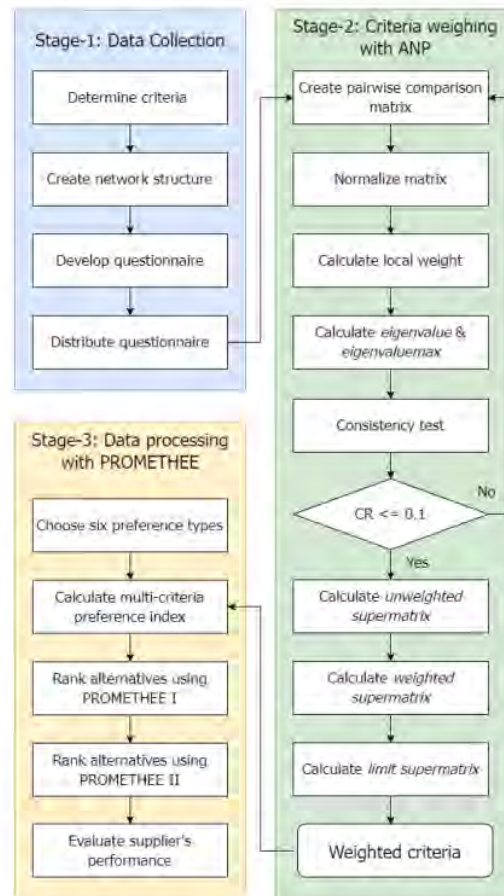 Stage-1: Data Collection
Determine criteria
Create network structure
Develop questionnaire
Distribute questionnaire
Stage-2: Criteria weighing
with ANP
Create pairwise comparison
matrix
Normalize matrix
Calculate local weight
Calculate eigenvalue &
eigenvaluemax
Consistency test
CR <= 0.1
No
Yes
Calculate unweighted
supermatrix
Calculate weighted
supermatrix
Calculate limit supermatrix
Weighted criteria
Stage-3: Data processing
with PROMETHEE
Choose six preference types
Calculate multi-criteria
preference index
Rank alternatives using
PROMETHEE I
Rank alternatives using
PROMETHEE II
Evaluate supplier's
performance